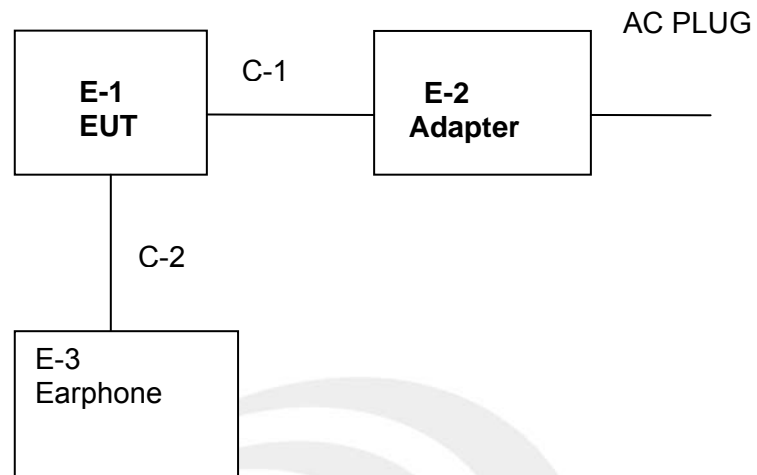 AC PLUG
C-1
E-1
EUT
E-2
Adapter
C-2
E-3
Earphone